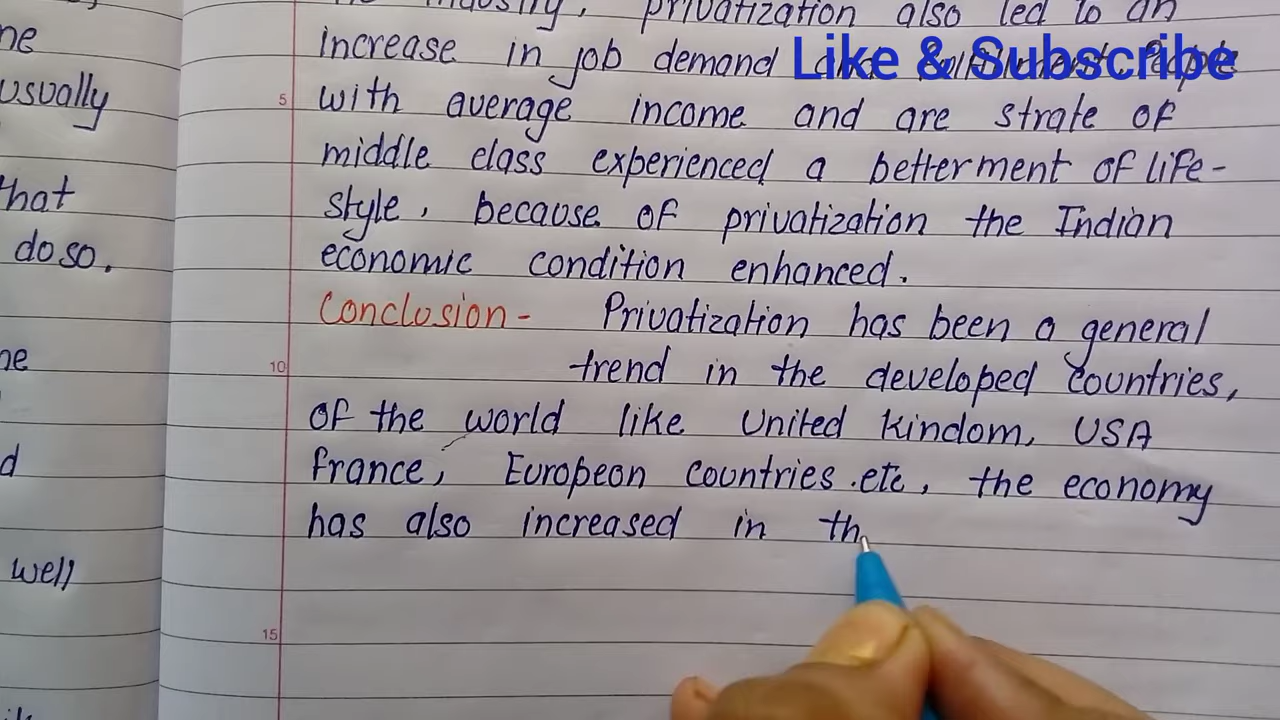 ne
usually
that
do so.
ne
d
well
industry, privatization also led to an
increase in job demand
Like & Subscribe
5
with average income and are strate of
middle class experienced a betterment of life-
style, because of privatization the Indian
economic condition enhanced.
Conclusion- Privatization has been a general
10
trend in the developed countries,
of the world like United Kindom, USA
france, European countries.etc, the economy
has also increased in th
15